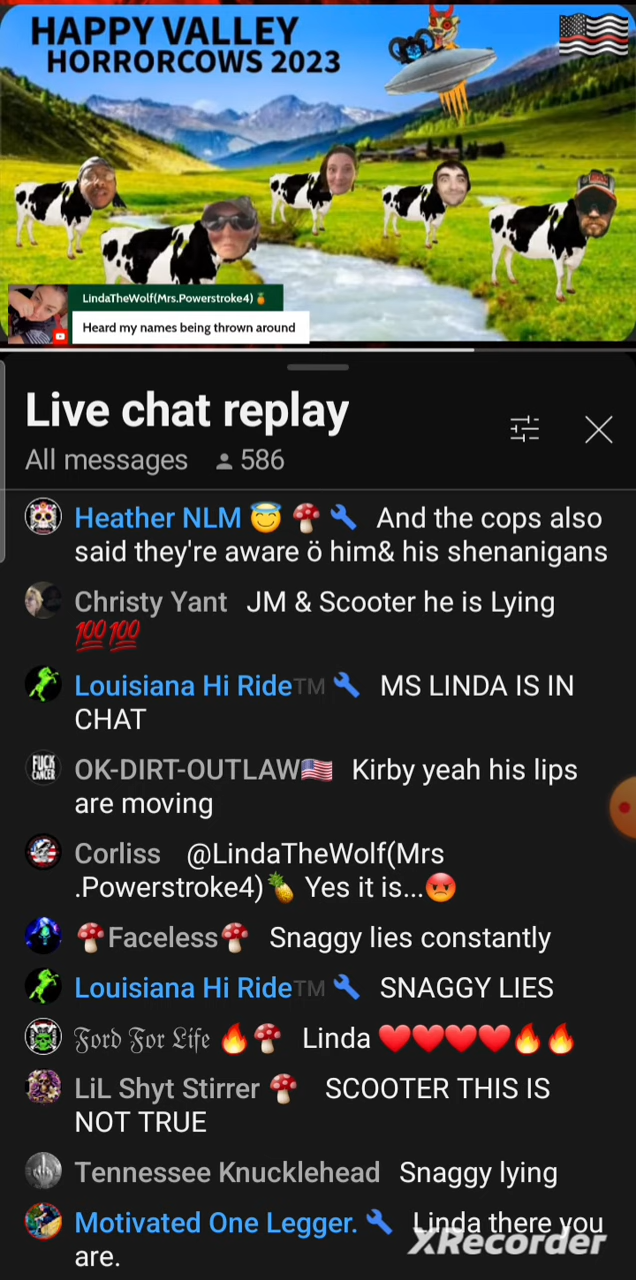 HAPPY VALLEY
HORRORCOWS 2023
LindaTheWolf(Mrs.Powerstroke4)🍍
Heard my names being thrown around
Live chat replay
All messages 586
Heather NLM 😇 🍄 🔧 And the cops also
said they're aware ö him& his shenanigans
Christy Yant JM & Scooter he is Lying
💯💯
Louisiana Hi Ride™ 🔧 MS LINDA IS IN
CHAT
FUCK
CANCER
OK-DIRT-OUTLAW🇺🇸 Kirby yeah his lips
are moving
Corliss @LindaTheWolf(Mrs
.Powerstroke4)🍍 Yes it is...😡
🍄Faceless🍄 Snaggy lies constantly
Louisiana Hi Ride™ 🔧 SNAGGY LIES
𝔉𝔬𝔯𝔡 𝔉𝔬𝔯 𝔏𝔦𝔣𝔢 🔥🍄 Linda ❤️❤️❤️❤️🔥🔥
LiL Shyt Stirrer 🍄 SCOOTER THIS IS
NOT TRUE
Tennessee Knucklehead Snaggy lying
Motivated One Legger. 🔧 Linda there you
are.
XRecorder